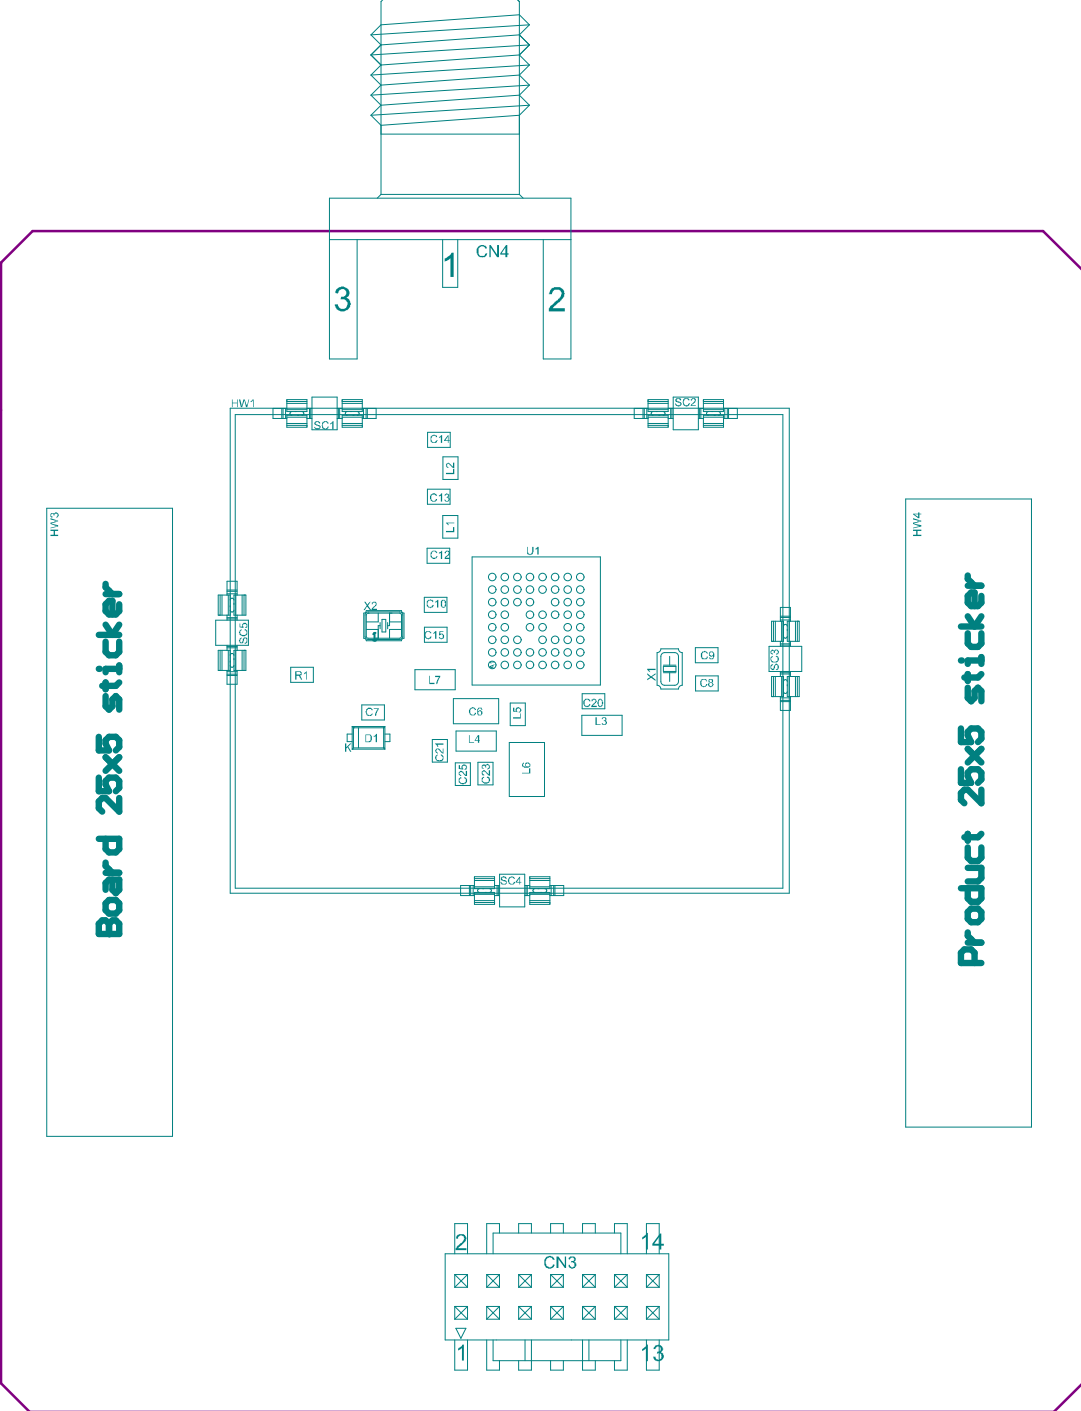 CN4
1
3
2
HW1
SC1
SC2
C14
L2
C13
L1
C12
U1
HW3
HW4
X2
1
C10
C15
SC5
R1
L7
X1
C9
C8
SC3
C7
C6
L5
C20
L3
K
D1
C21
L4
C25
C23
L6
Board 25x5 sticker
Product 25x5 sticker
SC4
2
14
CN3
1
13